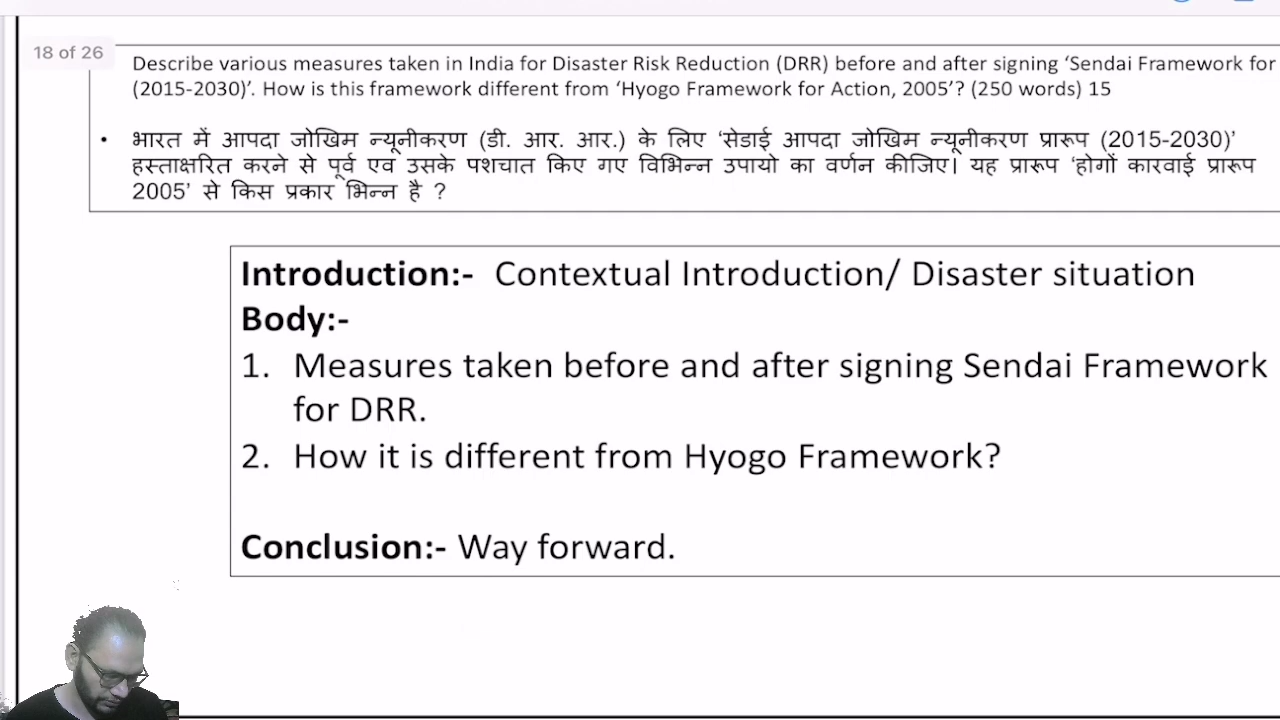 18 of 26
Describe various measures taken in India for Disaster Risk Reduction (DRR) before and after signing ‘Sendai Framework for
(2015-2030)’. How is this framework different from ‘Hyogo Framework for Action, 2005’? (250 words) 15
• भारत में आपदा जोखिम न्यूनीकरण (डी. आर. आर.) के लिए ‘सेडाई आपदा जोखिम न्यूनीकरण प्रारूप (2015-2030)’
हस्ताक्षरित करने से पूर्व एवं उसके पशचात किए गए विभिन्न उपायो का वर्णन कीजिए। यह प्रारूप ‘होगों कारवाई प्रारूप
2005’ से किस प्रकार भिन्न है ?
Introduction:- Contextual Introduction/ Disaster situation
Body:-
1. Measures taken before and after signing Sendai Framework
for DRR.
2. How it is different from Hyogo Framework?
Conclusion:- Way forward.